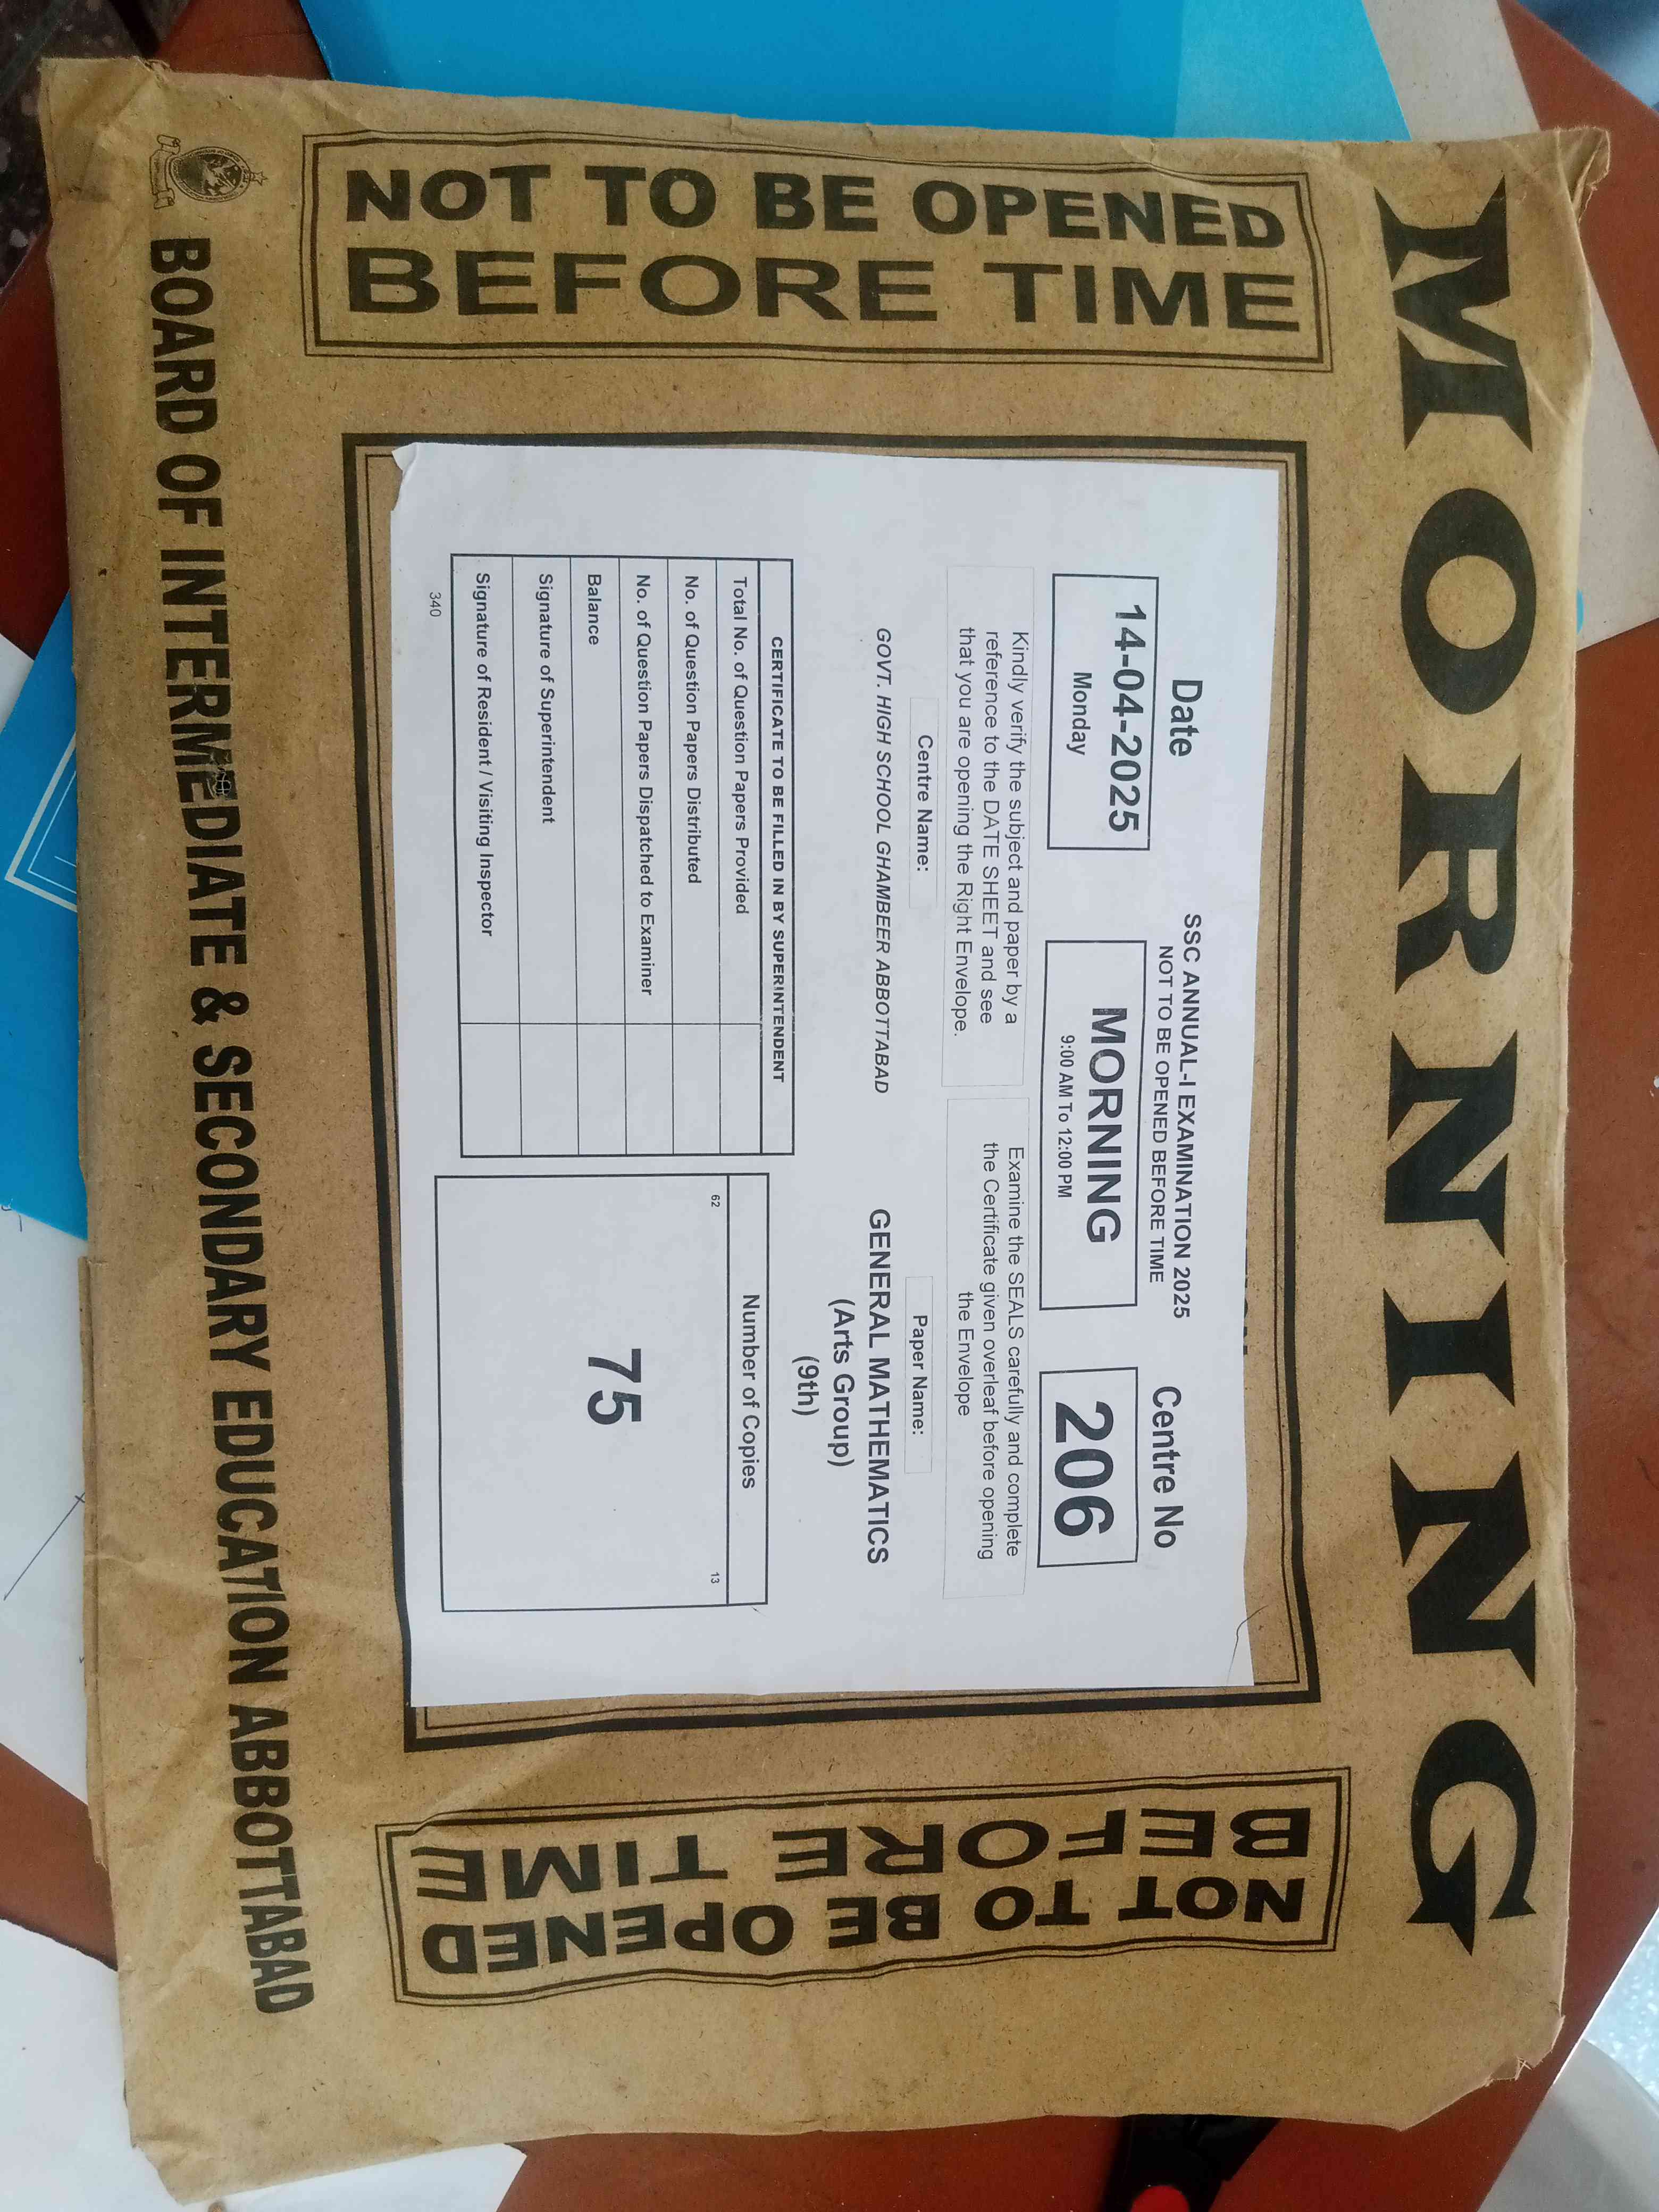 MORNING
NOT TO BE OPENED
BEFORE TIME
Date
SSC ANNUAL-I EXAMINATION 2025
NOT TO BE OPENED BEFORE TIME
Centre No
14-04-2025
Monday
MORNING
9:00 AM To 12:00 PM
206
Kindly verify the subject and paper by a
reference to the DATE SHEET and see
that you are opening the Right Envelope.
Examine the SEALS carefully and complete
the Certificate given overleaf before opening
the Envelope
Centre Name:
Paper Name:
GOVT. HIGH SCHOOL GHAMBEER ABBOTTABAD
GENERAL MATHEMATICS
(Arts Group)
(9th)
CERTIFICATE TO BE FILLED IN BY SUPERINTENDENT
Total No. of Question Papers Provided
No. of Question Papers Distributed
No. of Question Papers Dispatched to Examiner
Balance
Signature of Superintendent
Signature of Resident / Visiting Inspector
340
Number of Copies
62
13
75
NOT TO BE OPENED
BEFORE TIME
BOARD OF INTERMEDIATE & SECONDARY EDUCATION ABBOTTABAD